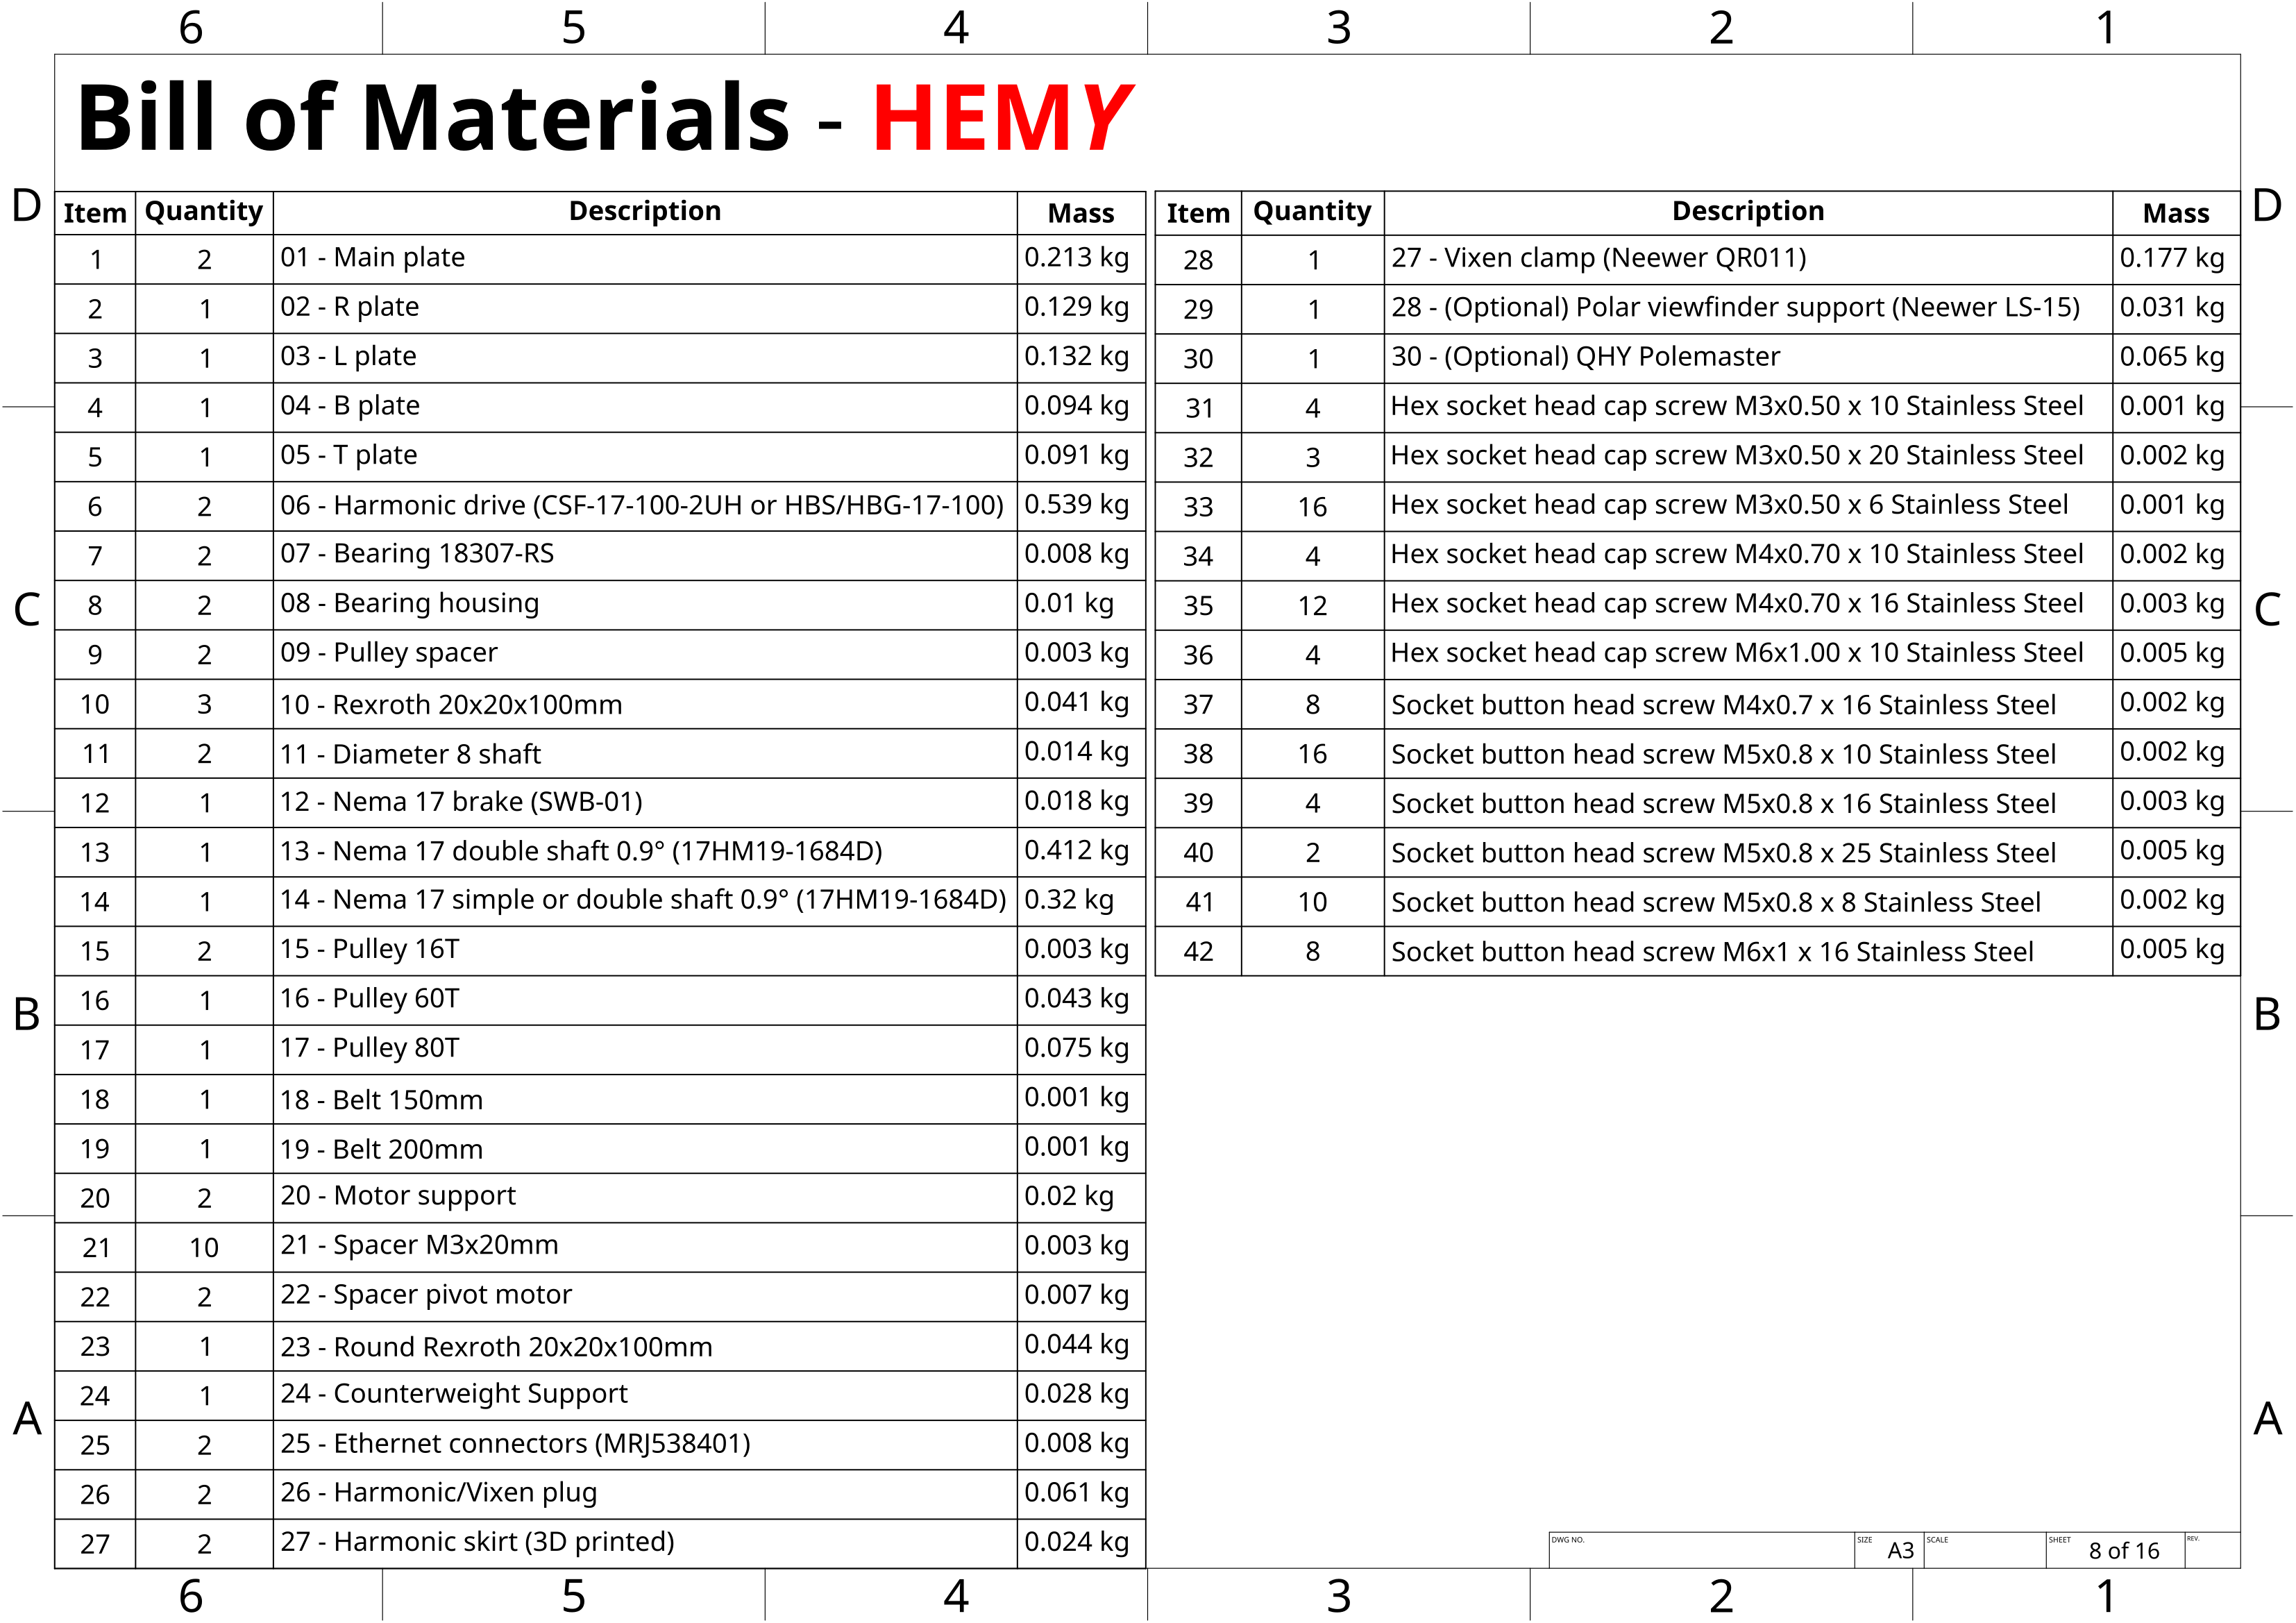 6 5 4 3 2 1
Bill of Materials - HEMY
D D
Item Quantity Description Mass
1 2 01 - Main plate 0.213 kg
2 1 02 - R plate 0.129 kg
3 1 03 - L plate 0.132 kg
4 1 04 - B plate 0.094 kg
5 1 05 - T plate 0.091 kg
6 2 06 - Harmonic drive (CSF-17-100-2UH or HBS/HBG-17-100) 0.539 kg
7 2 07 - Bearing 18307-RS 0.008 kg
8 2 08 - Bearing housing 0.01 kg
9 2 09 - Pulley spacer 0.003 kg
10 3 10 - Rexroth 20x20x100mm 0.041 kg
11 2 11 - Diameter 8 shaft 0.014 kg
12 1 12 - Nema 17 brake (SWB-01) 0.018 kg
13 1 13 - Nema 17 double shaft 0.9° (17HM19-1684D) 0.412 kg
14 1 14 - Nema 17 simple or double shaft 0.9° (17HM19-1684D) 0.32 kg
15 2 15 - Pulley 16T 0.003 kg
16 1 16 - Pulley 60T 0.043 kg
17 1 17 - Pulley 80T 0.075 kg
18 1 18 - Belt 150mm 0.001 kg
19 1 19 - Belt 200mm 0.001 kg
20 2 20 - Motor support 0.02 kg
21 10 21 - Spacer M3x20mm 0.003 kg
22 2 22 - Spacer pivot motor 0.007 kg
23 1 23 - Round Rexroth 20x20x100mm 0.044 kg
24 1 24 - Counterweight Support 0.028 kg
25 2 25 - Ethernet connectors (MRJ538401) 0.008 kg
26 2 26 - Harmonic/Vixen plug 0.061 kg
27 2 27 - Harmonic skirt (3D printed) 0.024 kg
Item Quantity Description Mass
28 1 27 - Vixen clamp (Neewer QR011) 0.177 kg
29 1 28 - (Optional) Polar viewfinder support (Neewer LS-15) 0.031 kg
30 1 30 - (Optional) QHY Polemaster 0.065 kg
31 4 Hex socket head cap screw M3x0.50 x 10 Stainless Steel 0.001 kg
32 3 Hex socket head cap screw M3x0.50 x 20 Stainless Steel 0.002 kg
33 16 Hex socket head cap screw M3x0.50 x 6 Stainless Steel 0.001 kg
34 4 Hex socket head cap screw M4x0.70 x 10 Stainless Steel 0.002 kg
35 12 Hex socket head cap screw M4x0.70 x 16 Stainless Steel 0.003 kg
36 4 Hex socket head cap screw M6x1.00 x 10 Stainless Steel 0.005 kg
37 8 Socket button head screw M4x0.7 x 16 Stainless Steel 0.002 kg
38 16 Socket button head screw M5x0.8 x 10 Stainless Steel 0.002 kg
39 4 Socket button head screw M5x0.8 x 16 Stainless Steel 0.003 kg
40 2 Socket button head screw M5x0.8 x 25 Stainless Steel 0.005 kg
41 10 Socket button head screw M5x0.8 x 8 Stainless Steel 0.002 kg
42 8 Socket button head screw M6x1 x 16 Stainless Steel 0.005 kg
C C
B B
A A
DWG NO. SIZE A3 SCALE SHEET 8 of 16 REV.
6 5 4 3 2 1